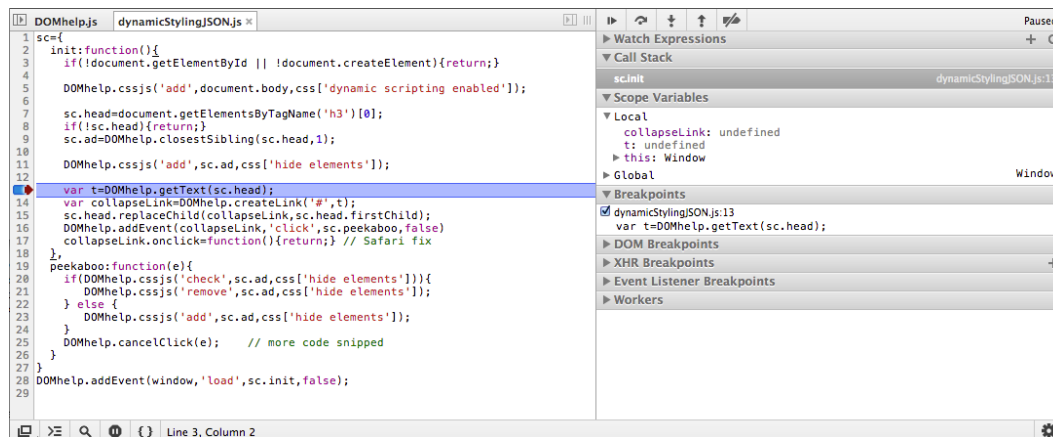 DOMhelp.js dynamicStylingJSON.js ×
1 sc={
2 init:function(){
3 if(!document.getElementById || !document.createElement){return;}
4
5 DOMhelp.cssjs('add',document.body,css['dynamic scripting enabled']);
6
7 sc.head=document.getElementsByTagName('h3')[0];
8 if(!sc.head){return;}
9 sc.ad=DOMhelp.closestSibling(sc.head,1);
10
11 DOMhelp.cssjs('add',sc.ad,css['hide elements']);
12
var t=DOMhelp.getText(sc.head);
14 var collapseLink=DOMhelp.createLink('#',t);
15 sc.head.replaceChild(collapseLink,sc.head.firstChild);
16 DOMhelp.addEvent(collapseLink,'click',sc.peekaboo,false)
17 collapseLink.onclick=function(){return;} // Safari fix
18 },
19 peekaboo:function(e){
20 if(DOMhelp.cssjs('check',sc.ad,css['hide elements'])){
21 DOMhelp.cssjs('remove',sc.ad,css['hide elements']);
22 } else {
23 DOMhelp.cssjs('add',sc.ad,css['hide elements']);
24 }
25 DOMhelp.cancelClick(e); // more code snipped
26 }
27 }
28 DOMhelp.addEvent(window,'load',sc.init,false);
29
{} Line 3, Column 2
Paused
Watch Expressions +
Call Stack
sc.init dynamicStylingJSON.js:13
Scope Variables
Local
collapseLink: undefined
t: undefined
this: Window
Global Window
Breakpoints
dynamicStylingJSON.js:13
var t=DOMhelp.getText(sc.head);
DOM Breakpoints
XHR Breakpoints
Event Listener Breakpoints
Workers